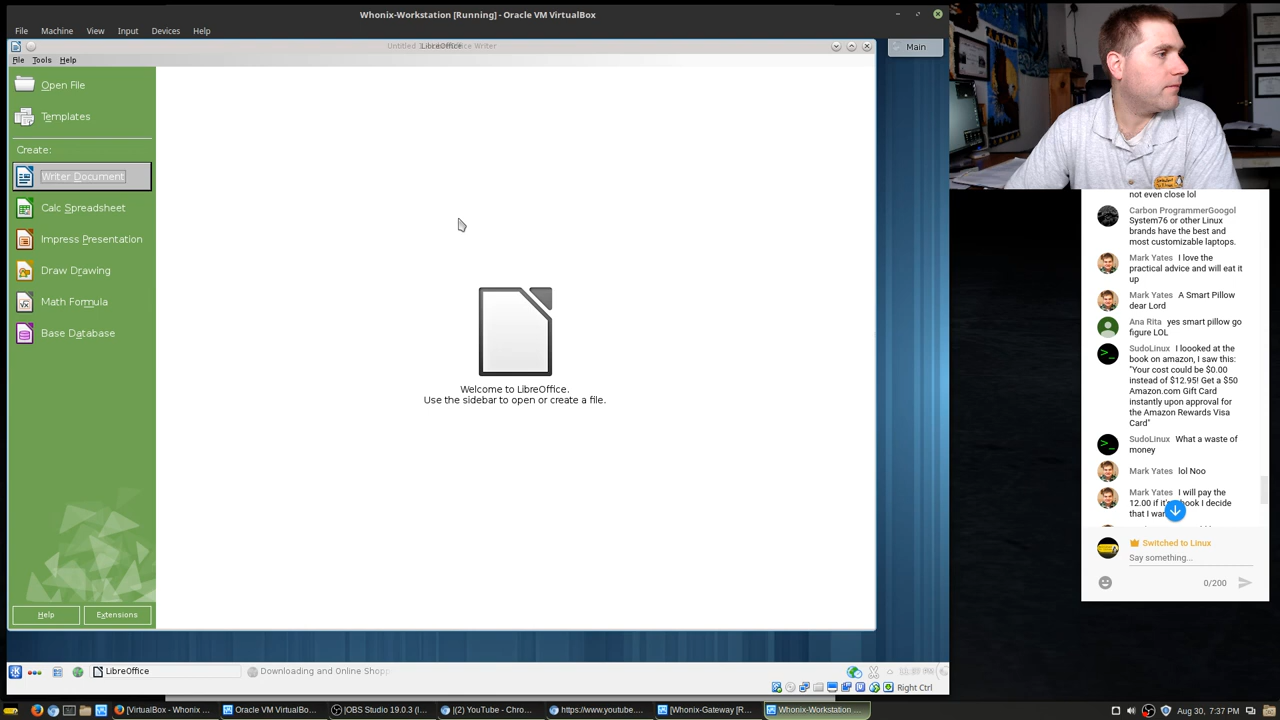 Whonix-Workstation [Running] - Oracle VM VirtualBox
File Machine View Input Devices Help
LibreOffice
Main
File Tools Help
Open File
Templates
Create:
Writer Document
Calc Spreadsheet
Impress Presentation
Draw Drawing
Math Formula
Base Database
Welcome to LibreOffice.
Use the sidebar to open or create a file.
Help Extensions
LibreOffice
Downloading and Online Shopp
11:37 PM
Right Ctrl
not even close lol
Carbon ProgrammerGoogol
System76 or other Linux
brands have the best and
most customizable laptops.
Mark Yates I love the
practical advice and will eat it
up
Mark Yates A Smart Pillow
dear Lord
Ana Rita yes smart pillow go
figure LOL
SudoLinux I loooked at the
book on amazon, I saw this:
"Your cost could be $0.00
instead of $12.95! Get a $50
Amazon.com Gift Card
instantly upon approval for
the Amazon Rewards Visa
Card"
SudoLinux What a waste of
money
Mark Yates lol Noo
Mark Yates I will pay the
12.00 if it's book I decide
that I
Switched to Linux
Say something...
0/200
[VirtualBox - Whonix ... Oracle VM VirtualBo... [OBS Studio 19.0.3 (l... [(2) YouTube - Chro... https://www.youtube.... [Whonix-Gateway [R... Whonix-Workstation ... Aug 30, 7:37 PM